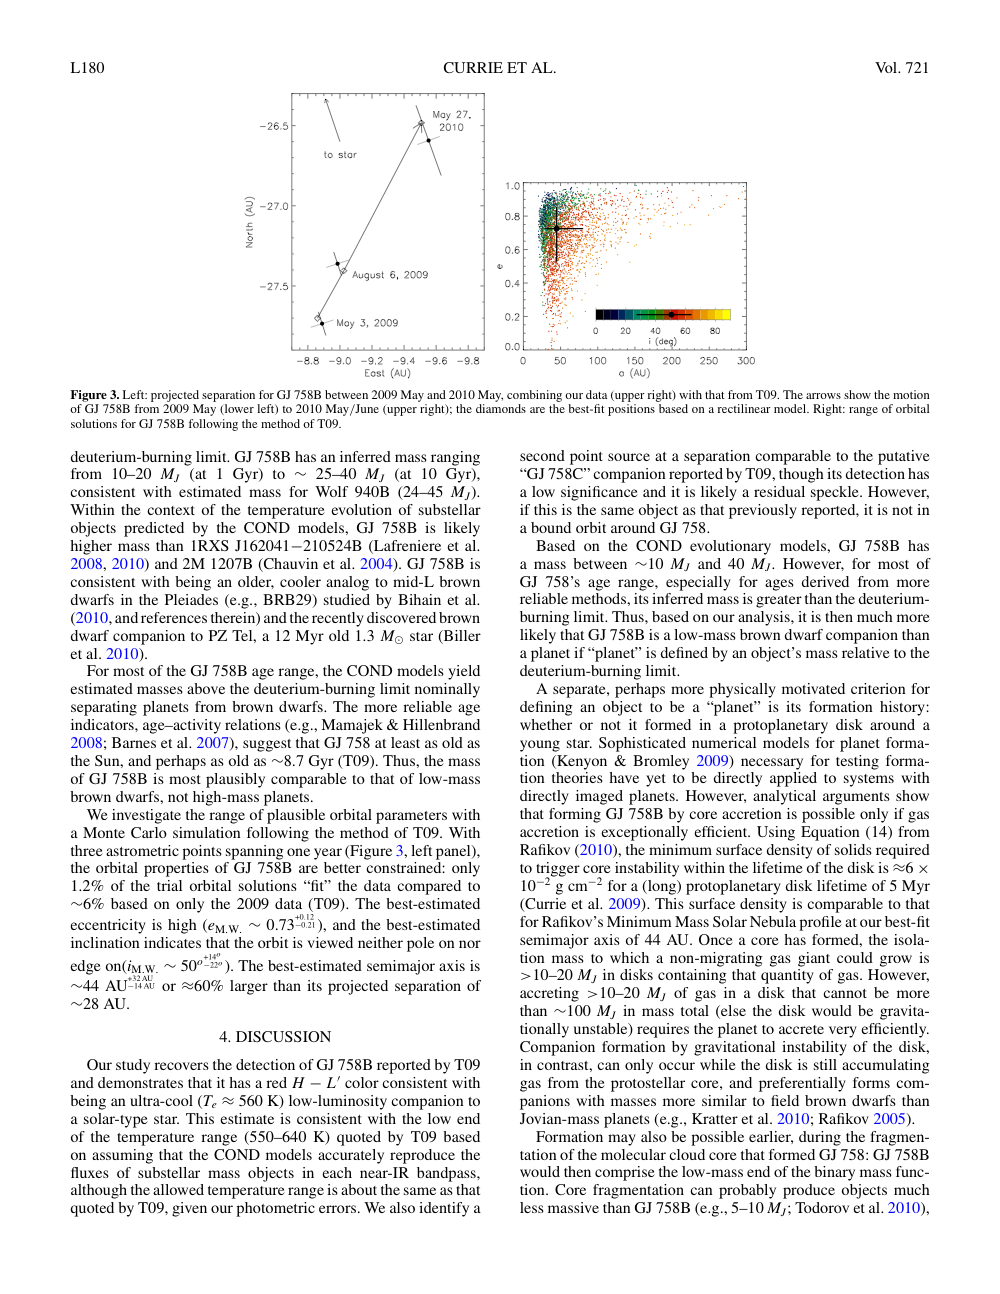 L180
CURRIE ET AL.
Vol. 721
−26.5
−27.0
−27.5
North (AU)
to star
May 27,
2010
August 6, 2009
May 3, 2009
−8.8 −9.0 −9.2 −9.4 −9.6 −9.8
East (AU)
1.0
0.8
0.6
0.4
0.2
0.0
e
0 20 40 60 80
i (deg)
0 50 100 150 200 250 300
a (AU)
Figure 3. Left: projected separation for GJ 758B between 2009 May and 2010 May, combining our data (upper right) with that from T09. The arrows show the motion
of GJ 758B from 2009 May (lower left) to 2010 May/June (upper right); the diamonds are the best-fit positions based on a rectilinear model. Right: range of orbital
solutions for GJ 758B following the method of T09.
deuterium-burning limit. GJ 758B has an inferred mass ranging
from 10–20 MJ (at 1 Gyr) to ∼ 25–40 MJ (at 10 Gyr),
consistent with estimated mass for Wolf 940B (24–45 MJ).
Within the context of the temperature evolution of substellar
objects predicted by the COND models, GJ 758B is likely
higher mass than 1RXS J162041−210524B (Lafreniere et al.
2008, 2010) and 2M 1207B (Chauvin et al. 2004). GJ 758B is
consistent with being an older, cooler analog to mid-L brown
dwarfs in the Pleiades (e.g., BRB29) studied by Bihain et al.
(2010, and references therein) and the recently discovered brown
dwarf companion to PZ Tel, a 12 Myr old 1.3 M⊙ star (Biller
et al. 2010).
For most of the GJ 758B age range, the COND models yield
estimated masses above the deuterium-burning limit nominally
separating planets from brown dwarfs. The more reliable age
indicators, age–activity relations (e.g., Mamajek & Hillenbrand
2008; Barnes et al. 2007), suggest that GJ 758 at least as old as
the Sun, and perhaps as old as ∼8.7 Gyr (T09). Thus, the mass
of GJ 758B is most plausibly comparable to that of low-mass
brown dwarfs, not high-mass planets.
We investigate the range of plausible orbital parameters with
a Monte Carlo simulation following the method of T09. With
three astrometric points spanning one year (Figure 3, left panel),
the orbital properties of GJ 758B are better constrained: only
1.2% of the trial orbital solutions “fit” the data compared to
∼6% based on only the 2009 data (T09). The best-estimated
eccentricity is high (eM.W. ∼ 0.73+0.12−0.21), and the best-estimated
inclination indicates that the orbit is viewed neither pole on nor
edge on(iM.W. ∼ 50°+14°−22°). The best-estimated semimajor axis is
∼44 AU+32 AU−14 AU or ≈60% larger than its projected separation of
∼28 AU.
4. DISCUSSION
Our study recovers the detection of GJ 758B reported by T09
and demonstrates that it has a red H − L′ color consistent with
being an ultra-cool (Te ≈ 560 K) low-luminosity companion to
a solar-type star. This estimate is consistent with the low end
of the temperature range (550–640 K) quoted by T09 based
on assuming that the COND models accurately reproduce the
fluxes of substellar mass objects in each near-IR bandpass,
although the allowed temperature range is about the same as that
quoted by T09, given our photometric errors. We also identify a
second point source at a separation comparable to the putative
“GJ 758C” companion reported by T09, though its detection has
a low significance and it is likely a residual speckle. However,
if this is the same object as that previously reported, it is not in
a bound orbit around GJ 758.
Based on the COND evolutionary models, GJ 758B has
a mass between ∼10 MJ and 40 MJ. However, for most of
GJ 758’s age range, especially for ages derived from more
reliable methods, its inferred mass is greater than the deuterium-
burning limit. Thus, based on our analysis, it is then much more
likely that GJ 758B is a low-mass brown dwarf companion than
a planet if “planet” is defined by an object’s mass relative to the
deuterium-burning limit.
A separate, perhaps more physically motivated criterion for
defining an object to be a “planet” is its formation history:
whether or not it formed in a protoplanetary disk around a
young star. Sophisticated numerical models for planet forma-
tion (Kenyon & Bromley 2009) necessary for testing forma-
tion theories have yet to be directly applied to systems with
directly imaged planets. However, analytical arguments show
that forming GJ 758B by core accretion is possible only if gas
accretion is exceptionally efficient. Using Equation (14) from
Rafikov (2010), the minimum surface density of solids required
to trigger core instability within the lifetime of the disk is ≈6 ×
10−2 g cm−2 for a (long) protoplanetary disk lifetime of 5 Myr
(Currie et al. 2009). This surface density is comparable to that
for Rafikov’s Minimum Mass Solar Nebula profile at our best-fit
semimajor axis of 44 AU. Once a core has formed, the isola-
tion mass to which a non-migrating gas giant could grow is
>10–20 MJ in disks containing that quantity of gas. However,
accreting >10–20 MJ of gas in a disk that cannot be more
than ∼100 MJ in mass total (else the disk would be gravita-
tionally unstable) requires the planet to accrete very efficiently.
Companion formation by gravitational instability of the disk,
in contrast, can only occur while the disk is still accumulating
gas from the protostellar core, and preferentially forms com-
panions with masses more similar to field brown dwarfs than
Jovian-mass planets (e.g., Kratter et al. 2010; Rafikov 2005).
Formation may also be possible earlier, during the fragmen-
tation of the molecular cloud core that formed GJ 758: GJ 758B
would then comprise the low-mass end of the binary mass func-
tion. Core fragmentation can probably produce objects much
less massive than GJ 758B (e.g., 5–10 MJ; Todorov et al. 2010),